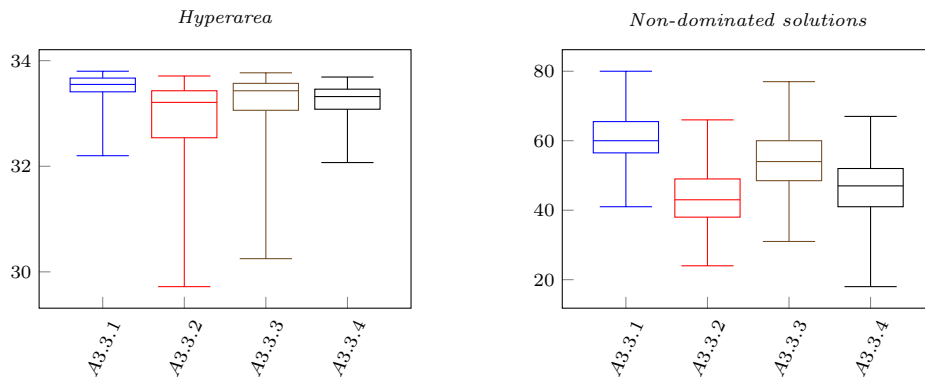 Hyperarea
34
32
30
A3.3.1
A3.3.2
A3.3.3
A3.3.4
Non-dominated solutions
80
60
40
20
A3.3.1
A3.3.2
A3.3.3
A3.3.4